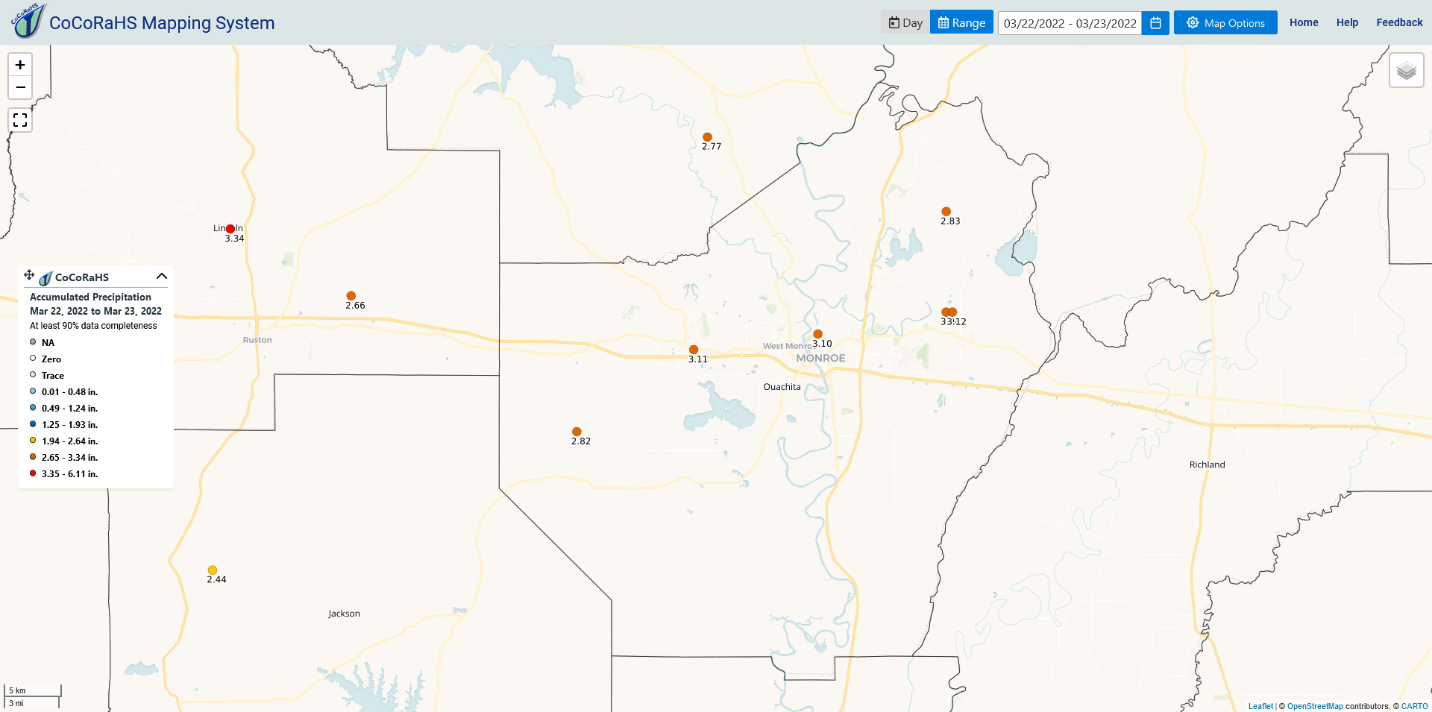 CoCoRaHS
CoCoRaHS Mapping System
Day
Range
03/22/2022 - 03/23/2022
Map Options
Home
Help
Feedback
+
−
2.77
2.83
Lincoln
3.34
CoCoRaHS
Accumulated Precipitation
Mar 22, 2022 to Mar 23, 2022
At least 90% data completeness
NA
Zero
Trace
0.01 - 0.48 in.
0.49 - 1.24 in.
1.25 - 1.93 in.
1.94 - 2.64 in.
2.65 - 3.34 in.
3.35 - 6.11 in.
2.66
Ruston
3.12
3.10
West Monroe
MONROE
3.11
Ouachita
2.82
Richland
2.44
Jackson
5 km
3 mi
Leaflet | © OpenStreetMap contributors, © CARTO